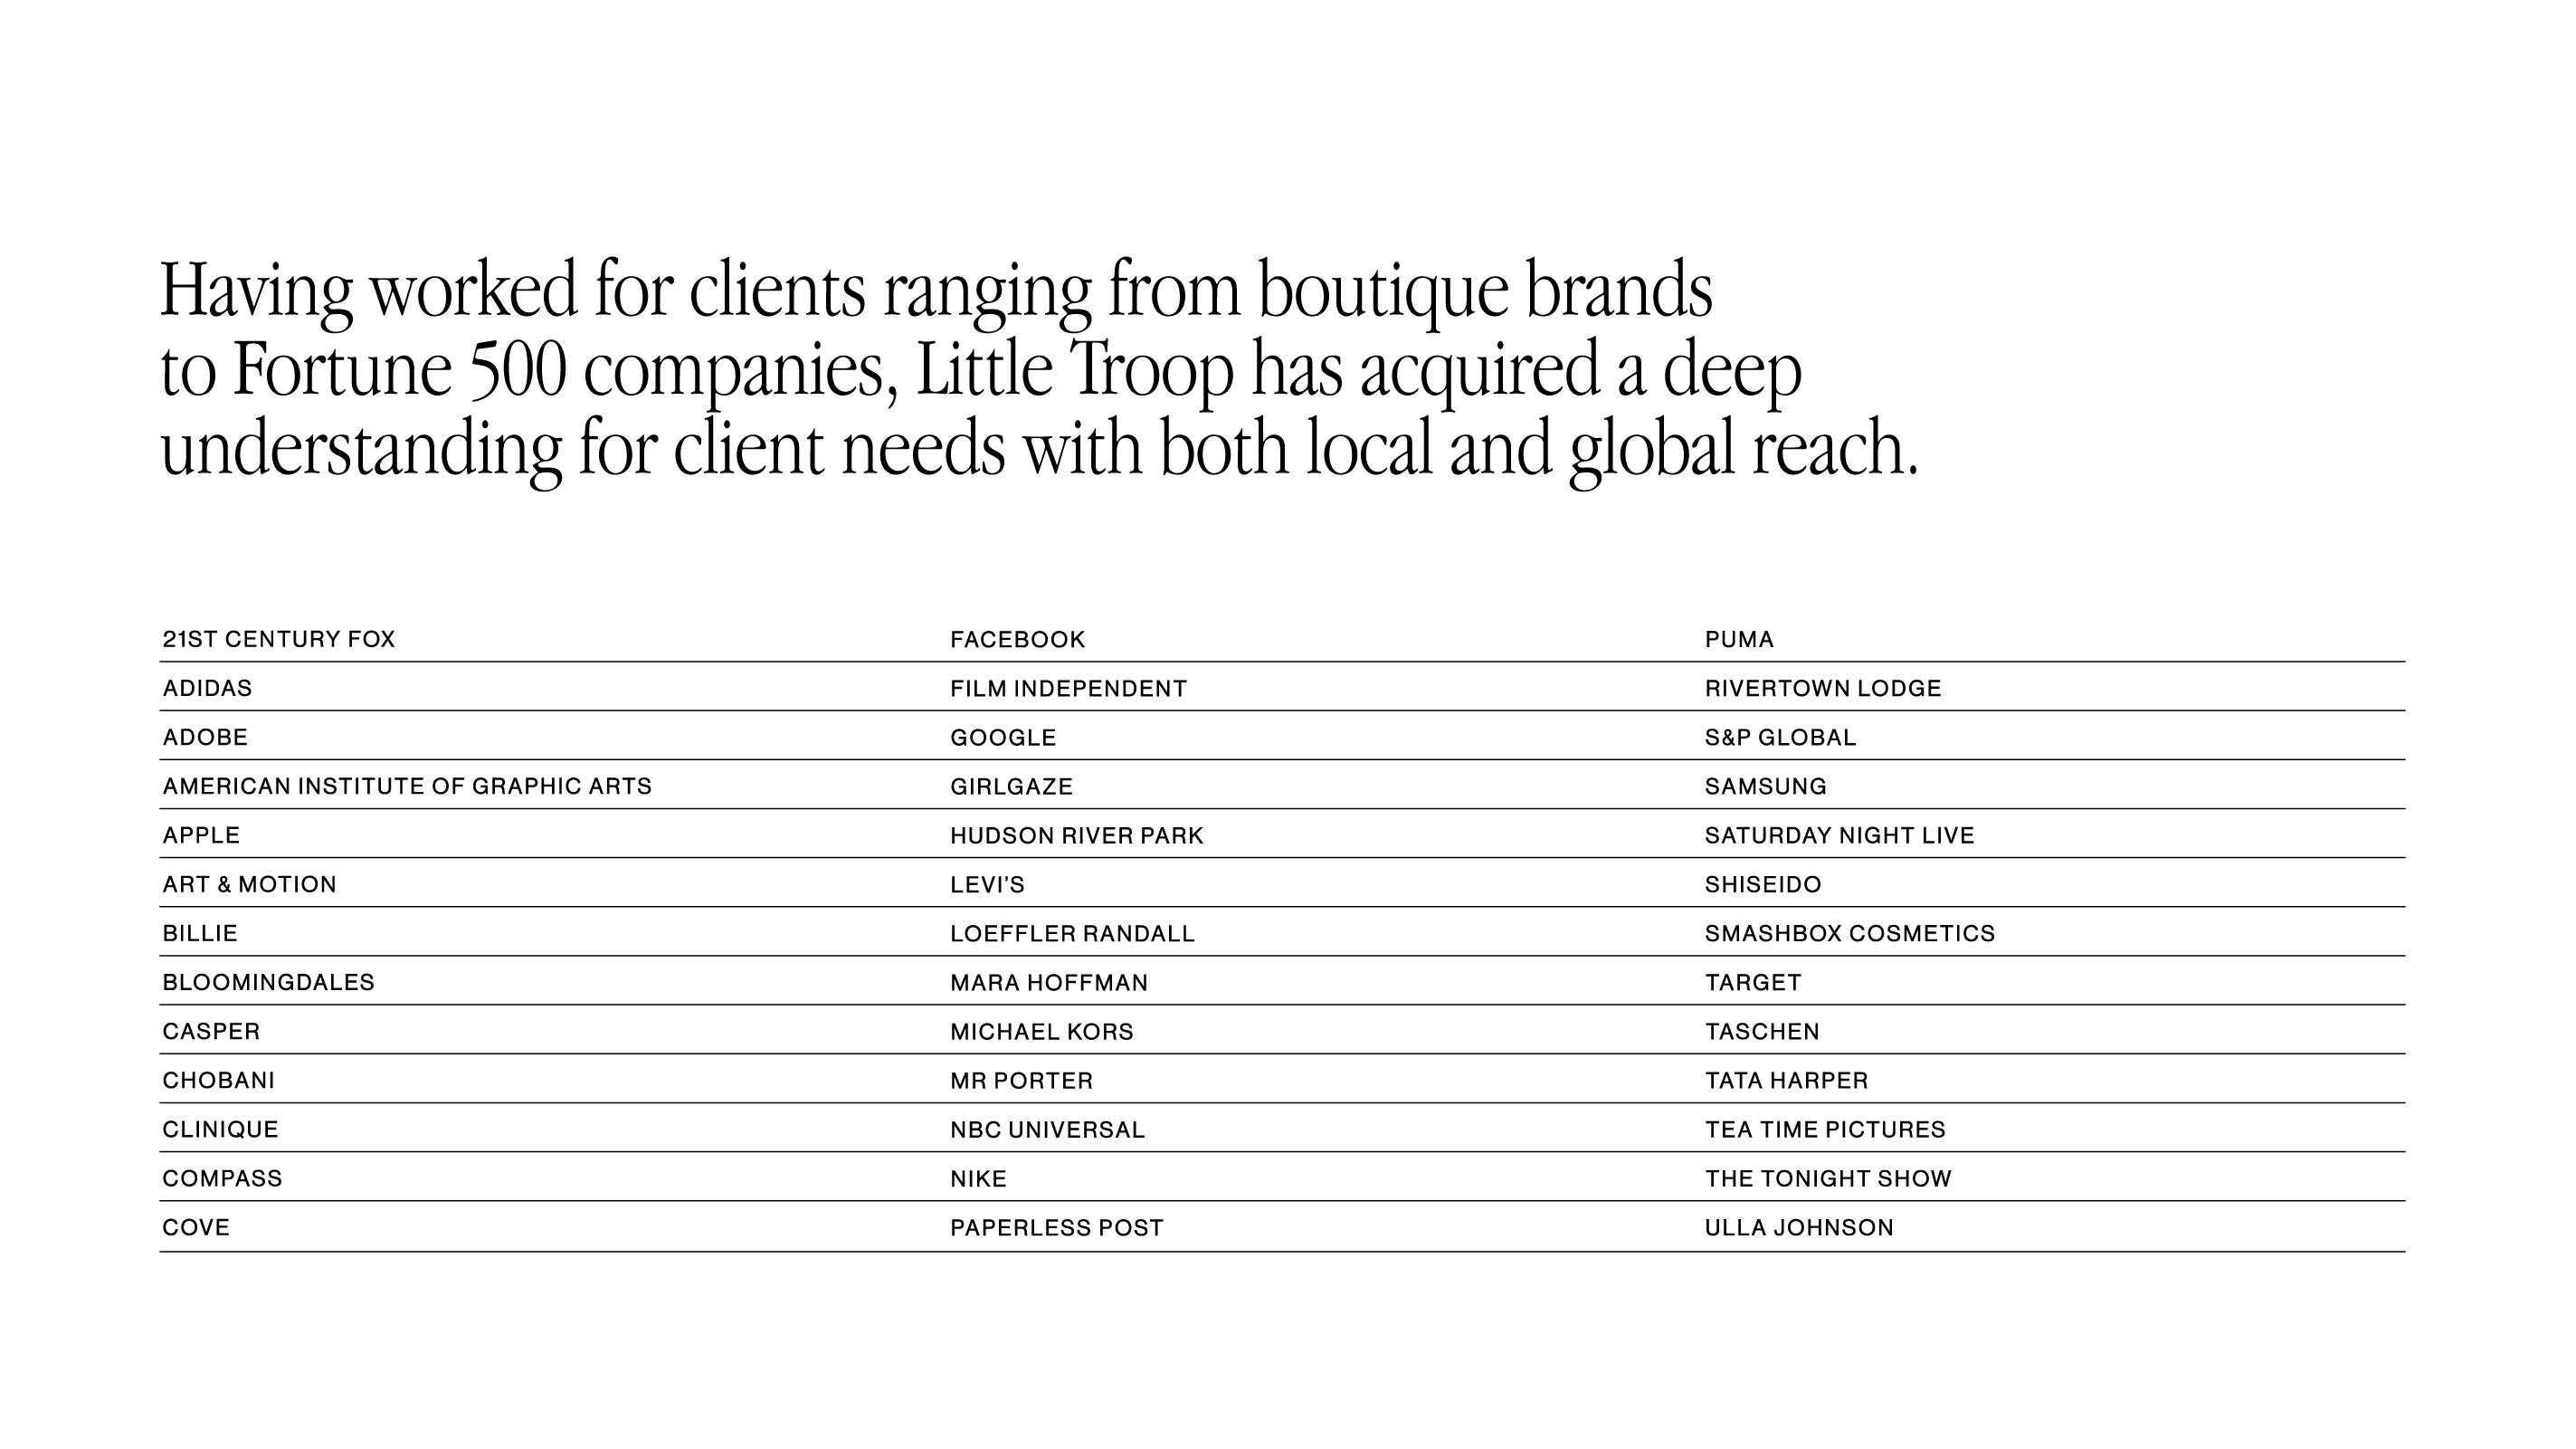 Having worked for clients ranging from boutique brands
to Fortune 500 companies, Little Troop has acquired a deep
understanding for client needs with both local and global reach.
21ST CENTURY FOX FACEBOOK PUMA
ADIDAS FILM INDEPENDENT RIVERTOWN LODGE
ADOBE GOOGLE S&P GLOBAL
AMERICAN INSTITUTE OF GRAPHIC ARTS GIRLGAZE SAMSUNG
APPLE HUDSON RIVER PARK SATURDAY NIGHT LIVE
ART & MOTION LEVI’S SHISEIDO
BILLIE LOEFFLER RANDALL SMASHBOX COSMETICS
BLOOMINGDALES MARA HOFFMAN TARGET
CASPER MICHAEL KORS TASCHEN
CHOBANI MR PORTER TATA HARPER
CLINIQUE NBC UNIVERSAL TEA TIME PICTURES
COMPASS NIKE THE TONIGHT SHOW
COVE PAPERLESS POST ULLA JOHNSON